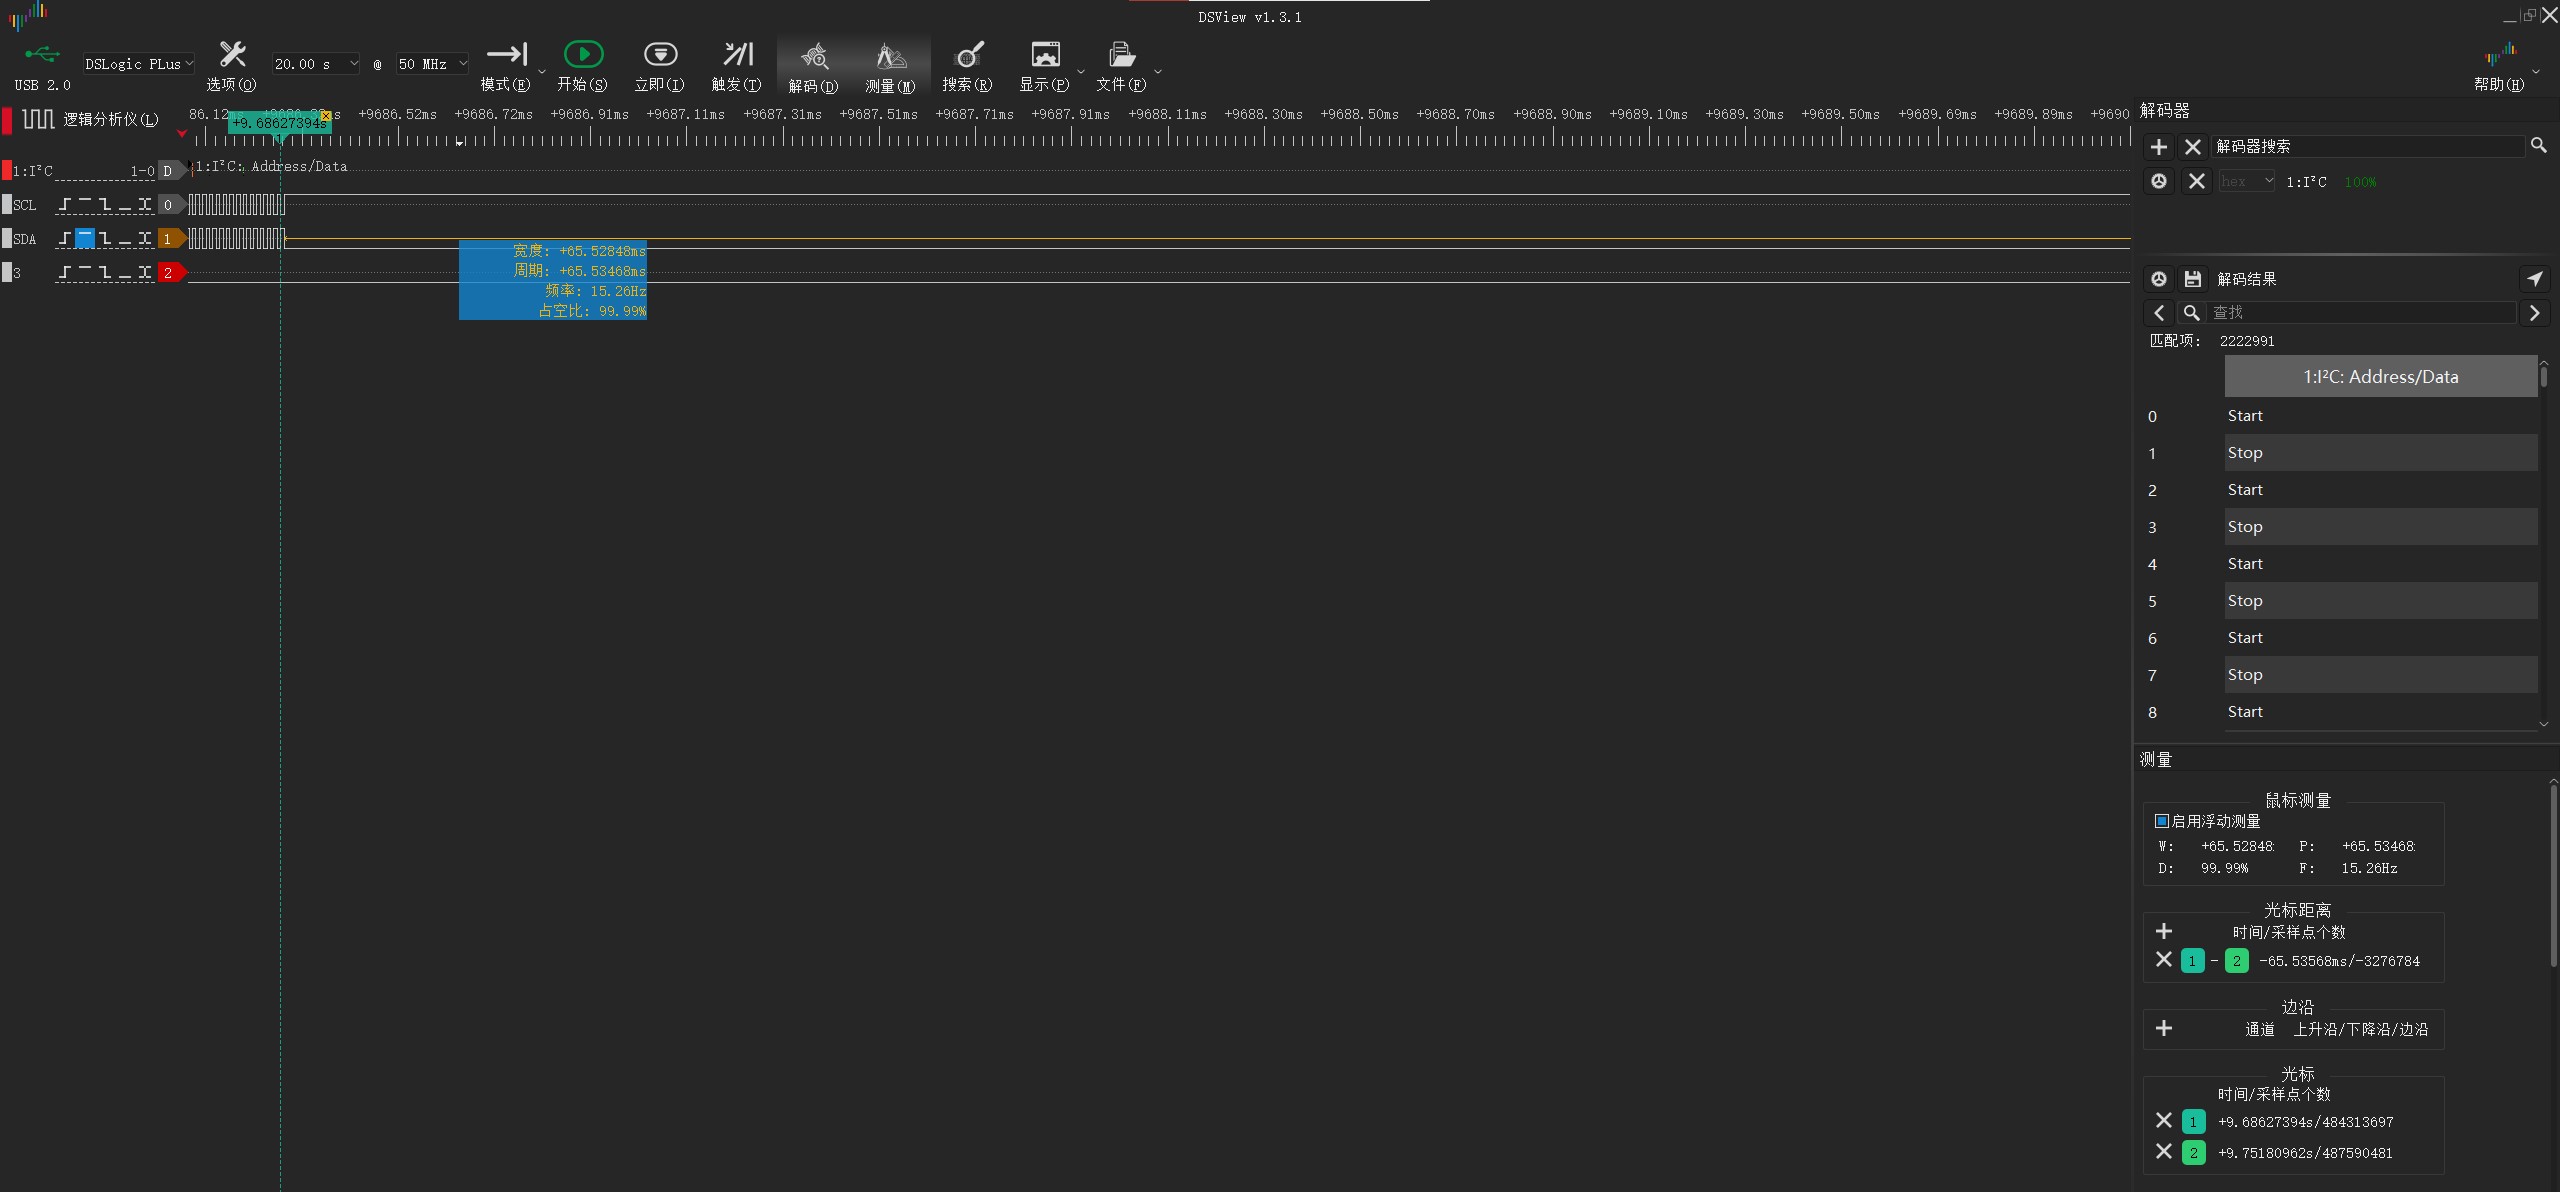 DSView v1.3.1
USB 2.0
DSLogic PLus
选项(O)
20.00 s
@
50 MHz
模式(E)
开始(S)
立即(I)
触发(T)
解码(D)
测量(M)
搜索(R)
显示(P)
文件(F)
帮助(H)
逻辑分析仪(L)
86.12ms +9686.32ms +9686.52ms +9686.72ms +9686.91ms +9687.11ms +9687.31ms +9687.51ms +9687.71ms +9687.91ms +9688.11ms +9688.30ms +9688.50ms +9688.70ms +9688.90ms +9689.10ms +9689.30ms +9689.50ms +9689.69ms +9689.89ms +9690
+9.68627394s
1:I²C 1-0 D 1:I²C: Address/Data
SCL 0
SDA 1
3 2
宽度: +65.52848ms
周期: +65.53468ms
频率: 15.26Hz
占空比: 99.99%
解码器
解码器搜索
hex 1:I²C 100%
解码结果
查找
匹配项: 2222991
1:I²C: Address/Data
0 Start
1 Stop
2 Start
3 Stop
4 Start
5 Stop
6 Start
7 Stop
8 Start
测量
鼠标测量
启用浮动测量
W: +65.52848 P: +65.53468
D: 99.99% F: 15.26Hz
光标距离
时间/采样点个数
1 - 2 -65.53568ms/-3276784
边沿
通道 上升沿/下降沿/边沿
光标
时间/采样点个数
1 +9.68627394s/484313697
2 +9.75180962s/487590481